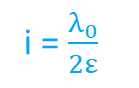 i = λ₀ / 2ε